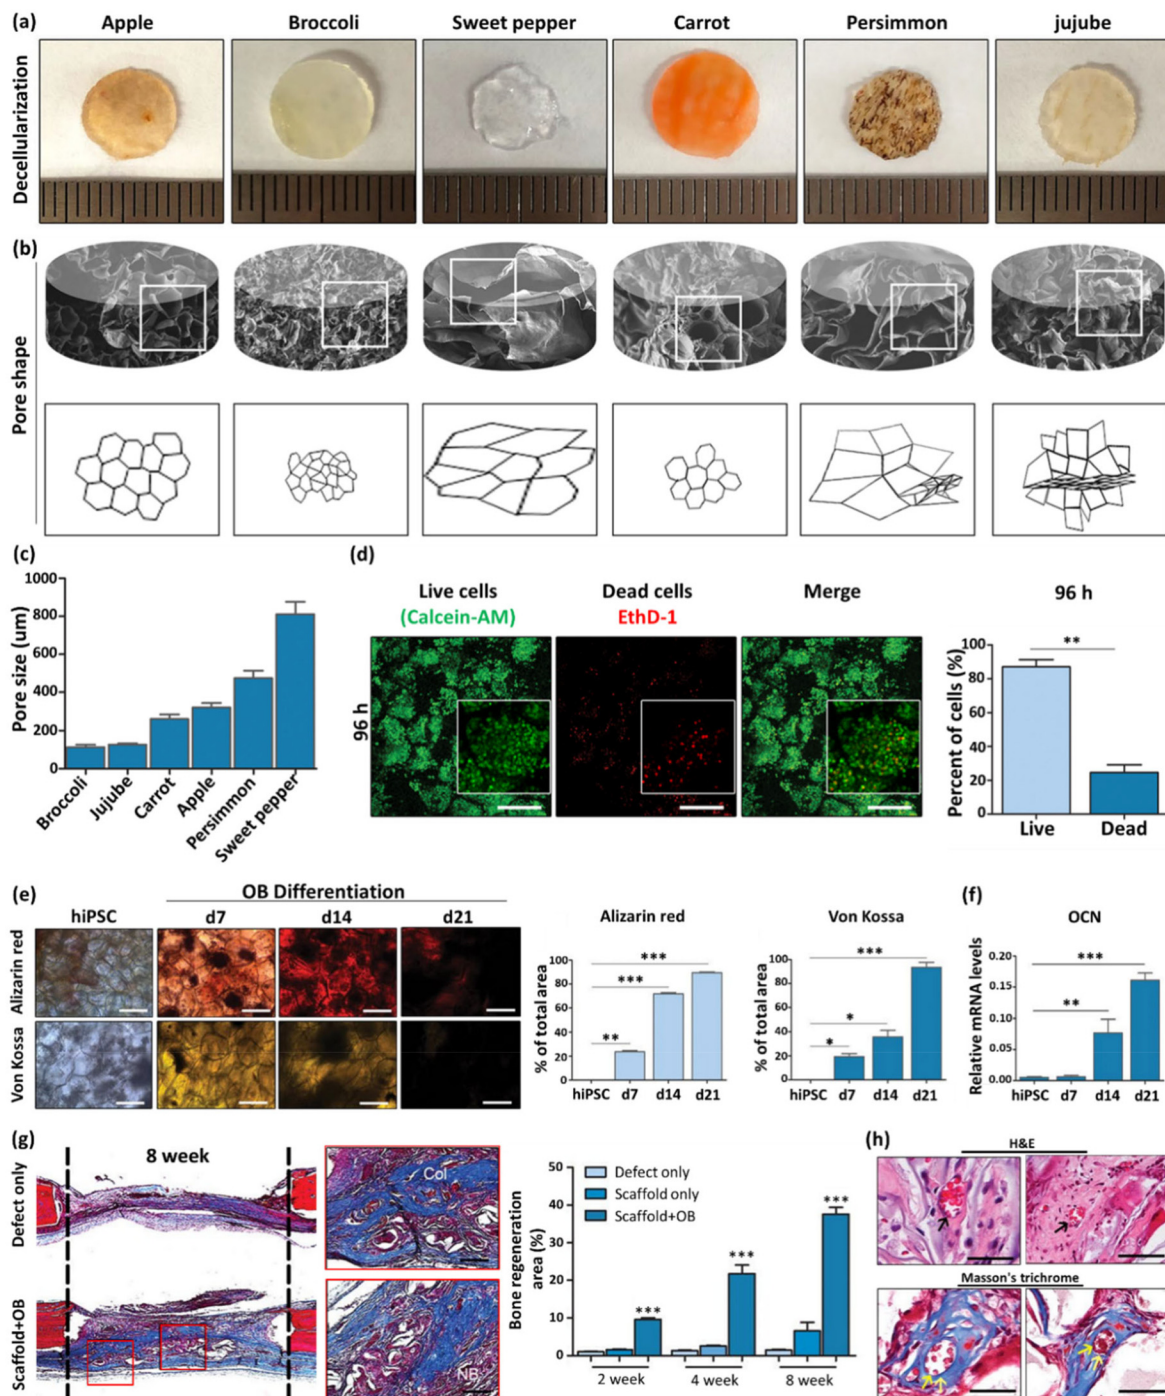 (a)
Apple
Broccoli
Sweet pepper
Carrot
Persimmon
jujube
Decellularization
(b)
Pore shape
(c)
Pore size (um)
1000
800
600
400
200
0
Broccoli
Jujube
Carrot
Apple
Persimmon
Sweet pepper
(d)
Live cells
(Calcein-AM)
Dead cells
EthD-1
Merge
96 h
96 h
Percent of cells (%)
100
80
60
40
20
0
**
Live
Dead
(e)
OB Differentiation
hiPSC
d7
d14
d21
Alizarin red
Von Kossa
Alizarin red
% of total area
100
80
60
40
20
0
***
***
**
hiPSC
d7
d14
d21
Von Kossa
% of total area
100
80
60
40
20
0
***
*
*
hiPSC
d7
d14
d21
(f)
OCN
Relative mRNA levels
0.20
0.15
0.10
0.05
0.00
***
**
hiPSC
d7
d14
d21
(g)
8 week
Defect only
Scaffold+OB
Col
NB
Bone regeneration
area (%)
50
40
30
20
10
0
Defect only
Scaffold only
Scaffold+OB
***
***
***
2 week
4 week
8 week
(h)
H&E
Masson's trichrome